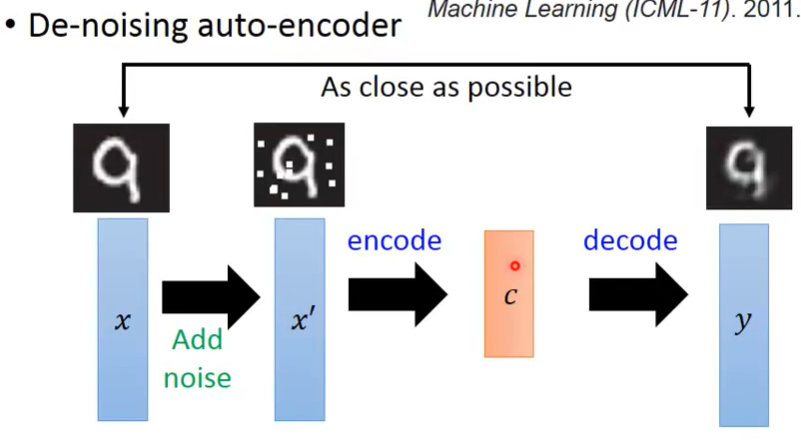 Machine Learning (ICML-11). 2011.
• De-noising auto-encoder
As close as possible
encode
decode
x
x′
c
y
Add
noise